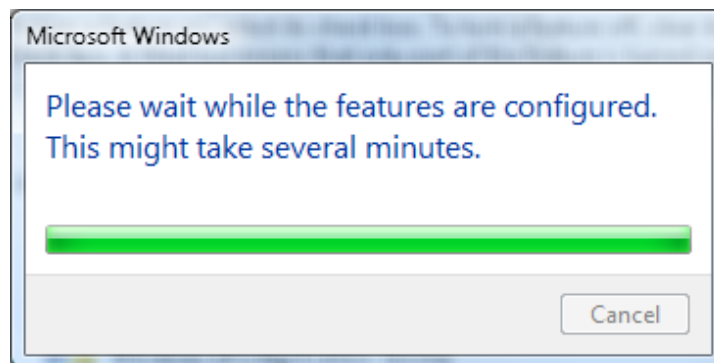 Microsoft Windows
Please wait while the features are configured.
This might take several minutes.
Cancel